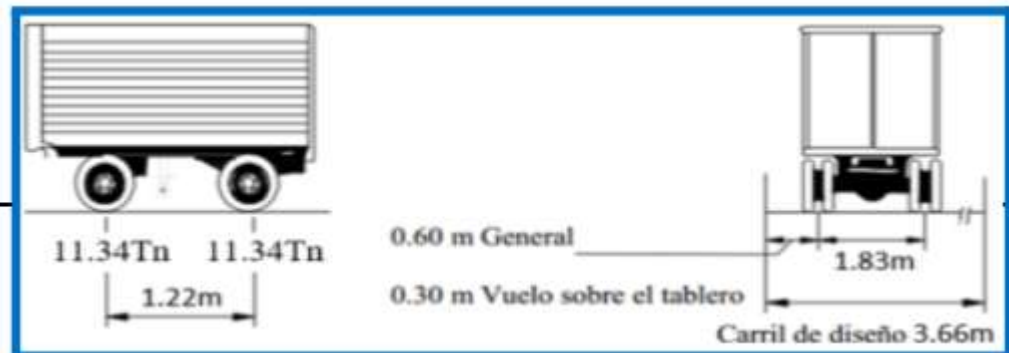 11.34Tn 11.34Tn
1.22m
0.60 m General
0.30 m Vuelo sobre el tablero
1.83m
Carril de diseño 3.66m